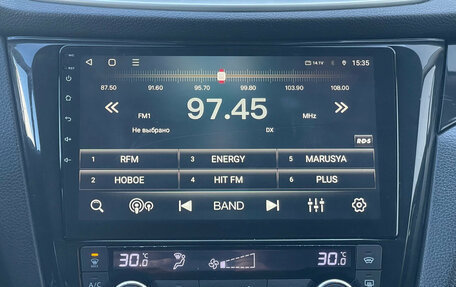 14.1V 15:35
87.50 91.60 95.70 99.80 103.90 108.00
FM1 97.45 MHz
Не выбрано DX
RDS
1 RFM 3 ENERGY 5 MARUSYA
2 НОВОЕ 4 HIT FM 6 PLUS
BAND
30.0°C 30.0°C
A/C